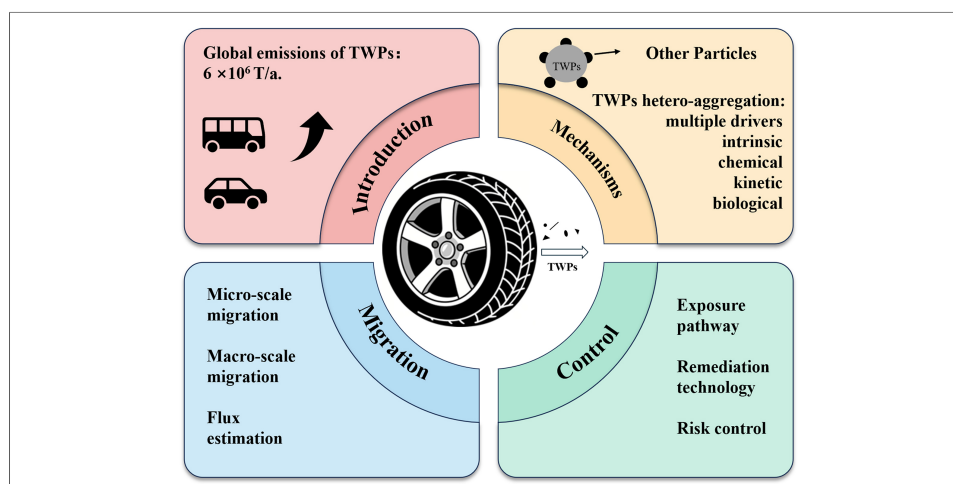 Global emissions of TWPs:
6 ×10⁶ T/a.
Introduction
TWPs
Other Particles
TWPs hetero-aggregation:
multiple drivers
intrinsic
chemical
kinetic
biological
Mechanisms
TWPs
Micro-scale
migration
Macro-scale
migration
Flux
estimation
Migration
Exposure
pathway
Remediation
technology
Risk control
Control